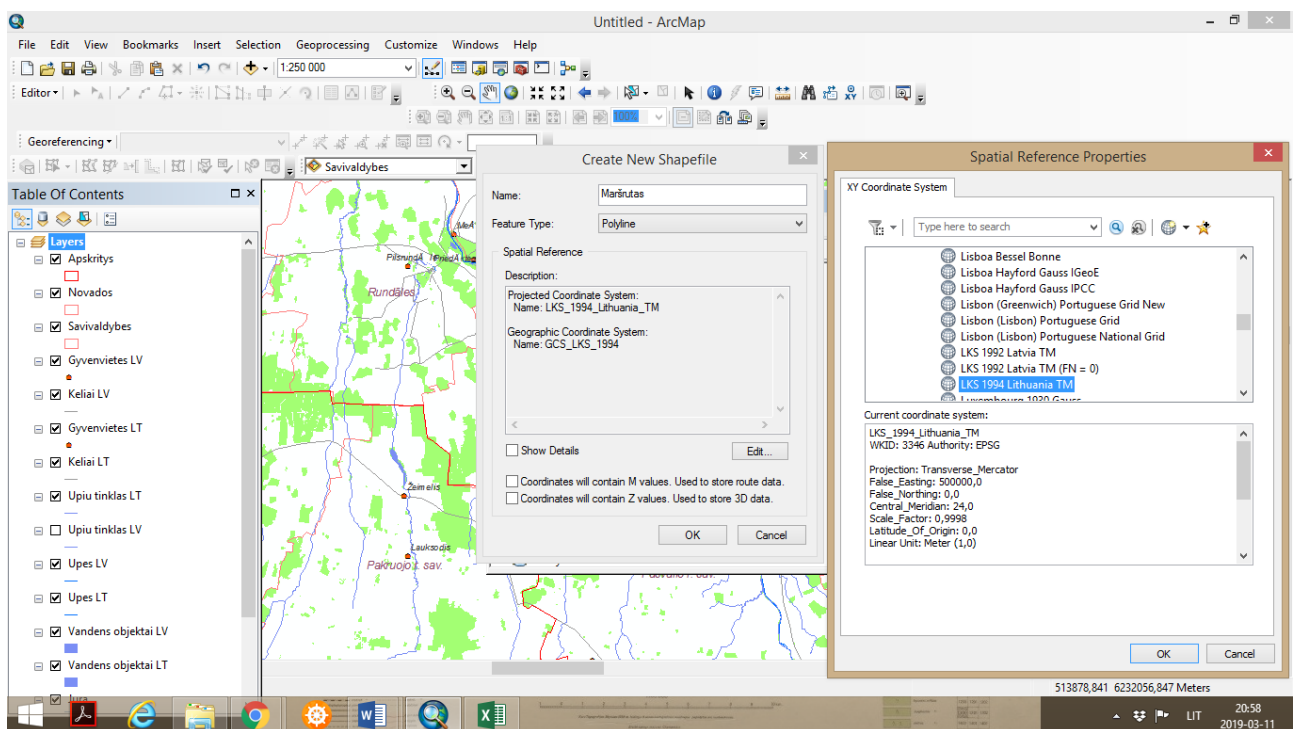 Untitled - ArcMap
File Edit View Bookmarks Insert Selection Geoprocessing Customize Windows Help
1:250 000
Editor
100%
Georeferencing
Savivaldybes
Table Of Contents
Layers
Apskritys
Novados
Savivaldybes
Gyvenvietes LV
Keliai LV
Gyvenvietes LT
Keliai LT
Upiu tinklas LT
Upiu tinklas LV
Upes LV
Upes LT
Vandens objektai LV
Vandens objektai LT
Jura
Rundāles
Žeimelis
Lauksodis
Pakruojo r. sav.
Create New Shapefile
Name:
Maršrutas
Feature Type:
Polyline
Spatial Reference
Description:
Projected Coordinate System:
Name: LKS_1994_Lithuania_TM
Geographic Coordinate System:
Name: GCS_LKS_1994
Show Details
Edit...
Coordinates will contain M values. Used to store route data.
Coordinates will contain Z values. Used to store 3D data.
OK Cancel
Spatial Reference Properties
XY Coordinate System
Type here to search
Lisboa Bessel Bonne
Lisboa Hayford Gauss IGeoE
Lisboa Hayford Gauss IPCC
Lisbon (Greenwich) Portuguese Grid New
Lisbon (Lisbon) Portuguese Grid
Lisbon (Lisbon) Portuguese National Grid
LKS 1992 Latvia TM
LKS 1992 Latvia TM (FN = 0)
LKS 1994 Lithuania TM
Luxembourg 1930 Gauss
Current coordinate system:
LKS_1994_Lithuania_TM
WKID: 3346 Authority: EPSG
Projection: Transverse_Mercator
False_Easting: 500000,0
False_Northing: 0,0
Central_Meridian: 24,0
Scale_Factor: 0,9998
Latitude_Of_Origin: 0,0
Linear Unit: Meter (1,0)
OK Cancel
513878,841 6232056,847 Meters
LIT
20:58
2019-03-11